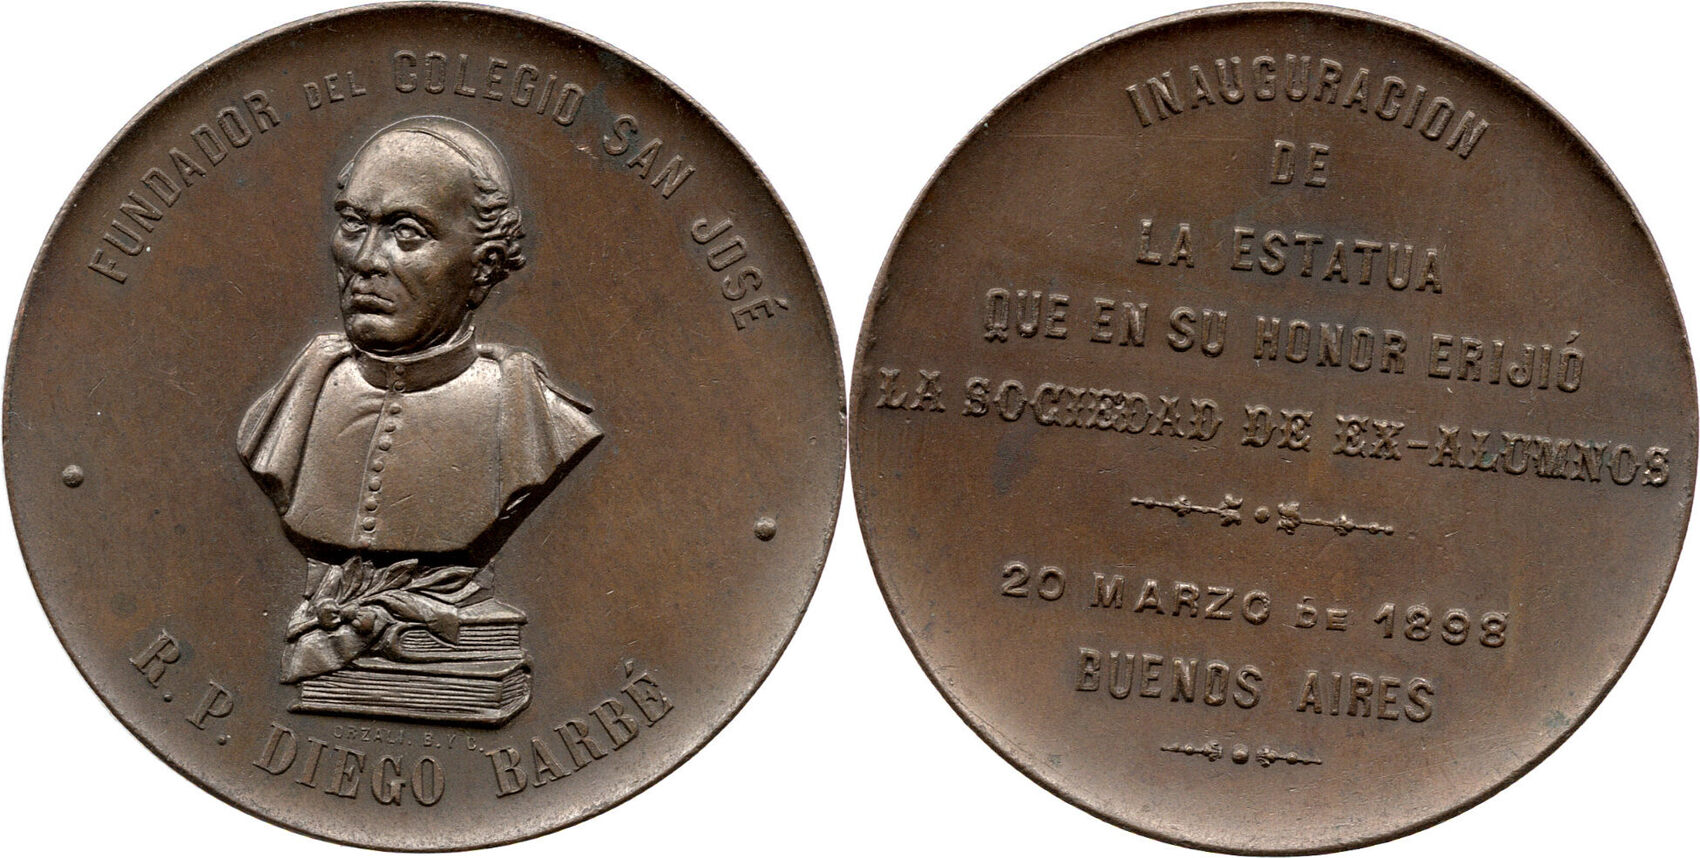 FUNDADOR DEL COLEGIO SAN JOSÉ
ORZALI. B. Y C.
R. P. DIEGO BARBÉ
INAUGURACION
DE
LA ESTATUA
QUE EN SU HONOR ERIJIÓ
LA SOCIEDAD DE EX-ALUMNOS
20 MARZO DE 1898
BUENOS AIRES